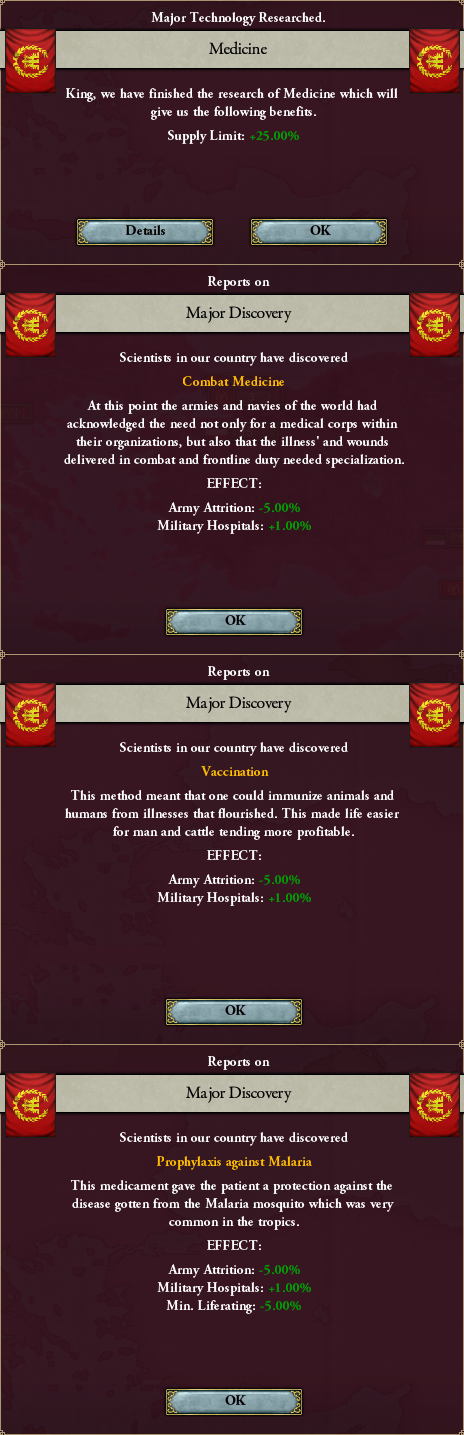 Major Technology Researched.
Medicine
King, we have finished the research of Medicine which will
give us the following benefits.
Supply Limit: +25.00%
Details
OK
Reports on
Major Discovery
Scientists in our country have discovered
Combat Medicine
At this point the armies and navies of the world had
acknowledged the need not only for a medical corps within
their organizations, but also that the illness' and wounds
delivered in combat and frontline duty needed specialization.
EFFECT:
Army Attrition: -5.00%
Military Hospitals: +1.00%
OK
Reports on
Major Discovery
Scientists in our country have discovered
Vaccination
This method meant that one could immunize animals and
humans from illnesses that flourished. This made life easier
for man and cattle tending more profitable.
EFFECT:
Army Attrition: -5.00%
Military Hospitals: +1.00%
OK
Reports on
Major Discovery
Scientists in our country have discovered
Prophylaxis against Malaria
This medicament gave the patient a protection against the
disease gotten from the Malaria mosquito which was very
common in the tropics.
EFFECT:
Army Attrition: -5.00%
Military Hospitals: +1.00%
Min. Liferating: -5.00%
OK